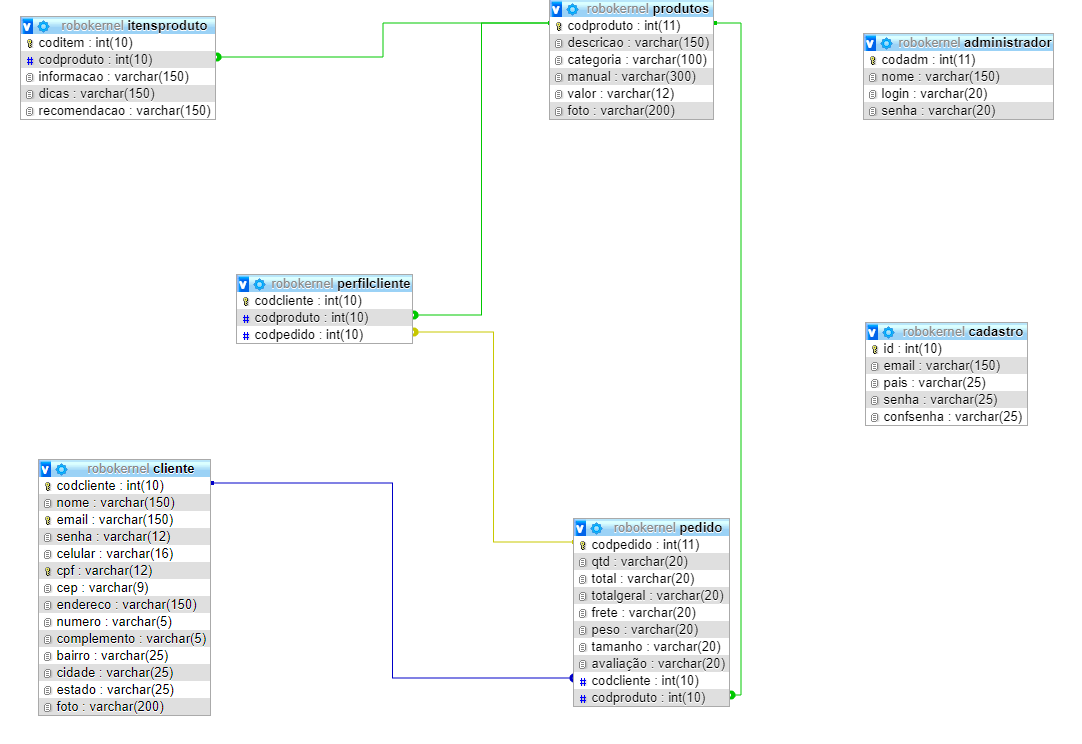 robokernel itensproduto
coditem : int(10)
# codproduto : int(10)
informacao : varchar(150)
dicas : varchar(150)
recomendacao : varchar(150)
robokernel produtos
codproduto : int(11)
descricao : varchar(150)
categoria : varchar(100)
manual : varchar(300)
valor : varchar(12)
foto : varchar(200)
robokernel administrador
codadm : int(11)
nome : varchar(150)
login : varchar(20)
senha : varchar(20)
robokernel perfilcliente
codcliente : int(10)
# codproduto : int(10)
# codpedido : int(10)
robokernel cadastro
id : int(10)
email : varchar(150)
pais : varchar(25)
senha : varchar(25)
confsenha : varchar(25)
robokernel cliente
codcliente : int(10)
nome : varchar(150)
email : varchar(150)
senha : varchar(12)
celular : varchar(16)
cpf : varchar(12)
cep : varchar(9)
endereco : varchar(150)
numero : varchar(5)
complemento : varchar(5)
bairro : varchar(25)
cidade : varchar(25)
estado : varchar(25)
foto : varchar(200)
robokernel pedido
codpedido : int(11)
qtd : varchar(20)
total : varchar(20)
totalgeral : varchar(20)
frete : varchar(20)
peso : varchar(20)
tamanho : varchar(20)
avaliação : varchar(20)
# codcliente : int(10)
# codproduto : int(10)